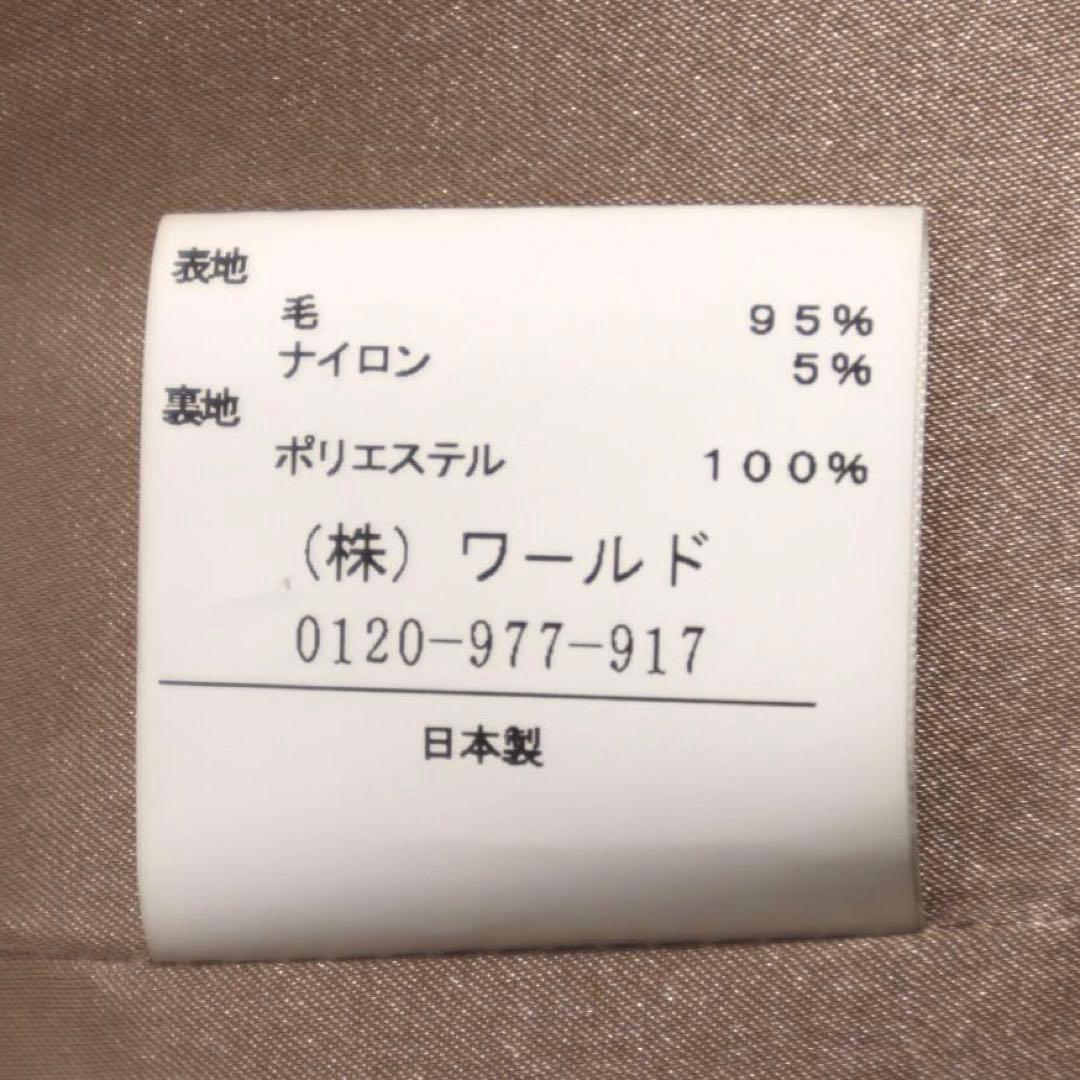 表地
毛 95%
ナイロン 5%
裏地
ポリエステル 100%
(株) ワールド
0120-977-917
日本製